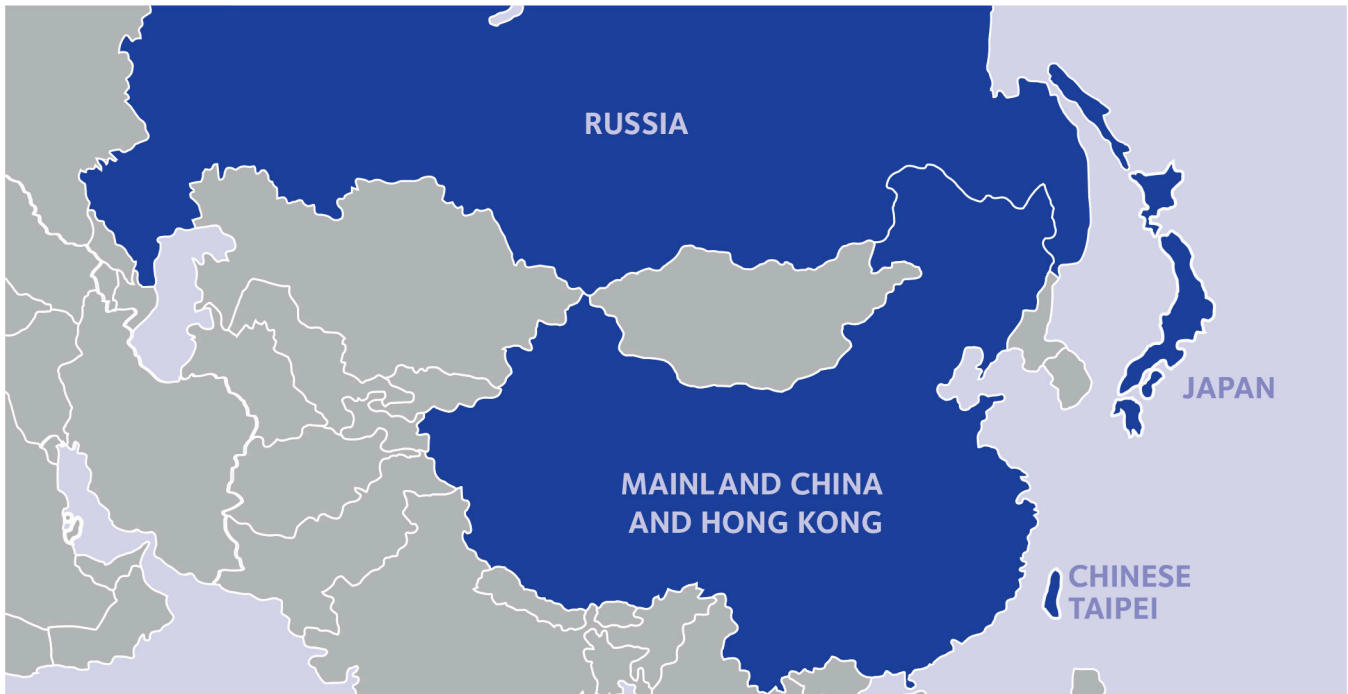 RUSSIA
JAPAN
MAINLAND CHINA
AND HONG KONG
CHINESE
TAIPEI